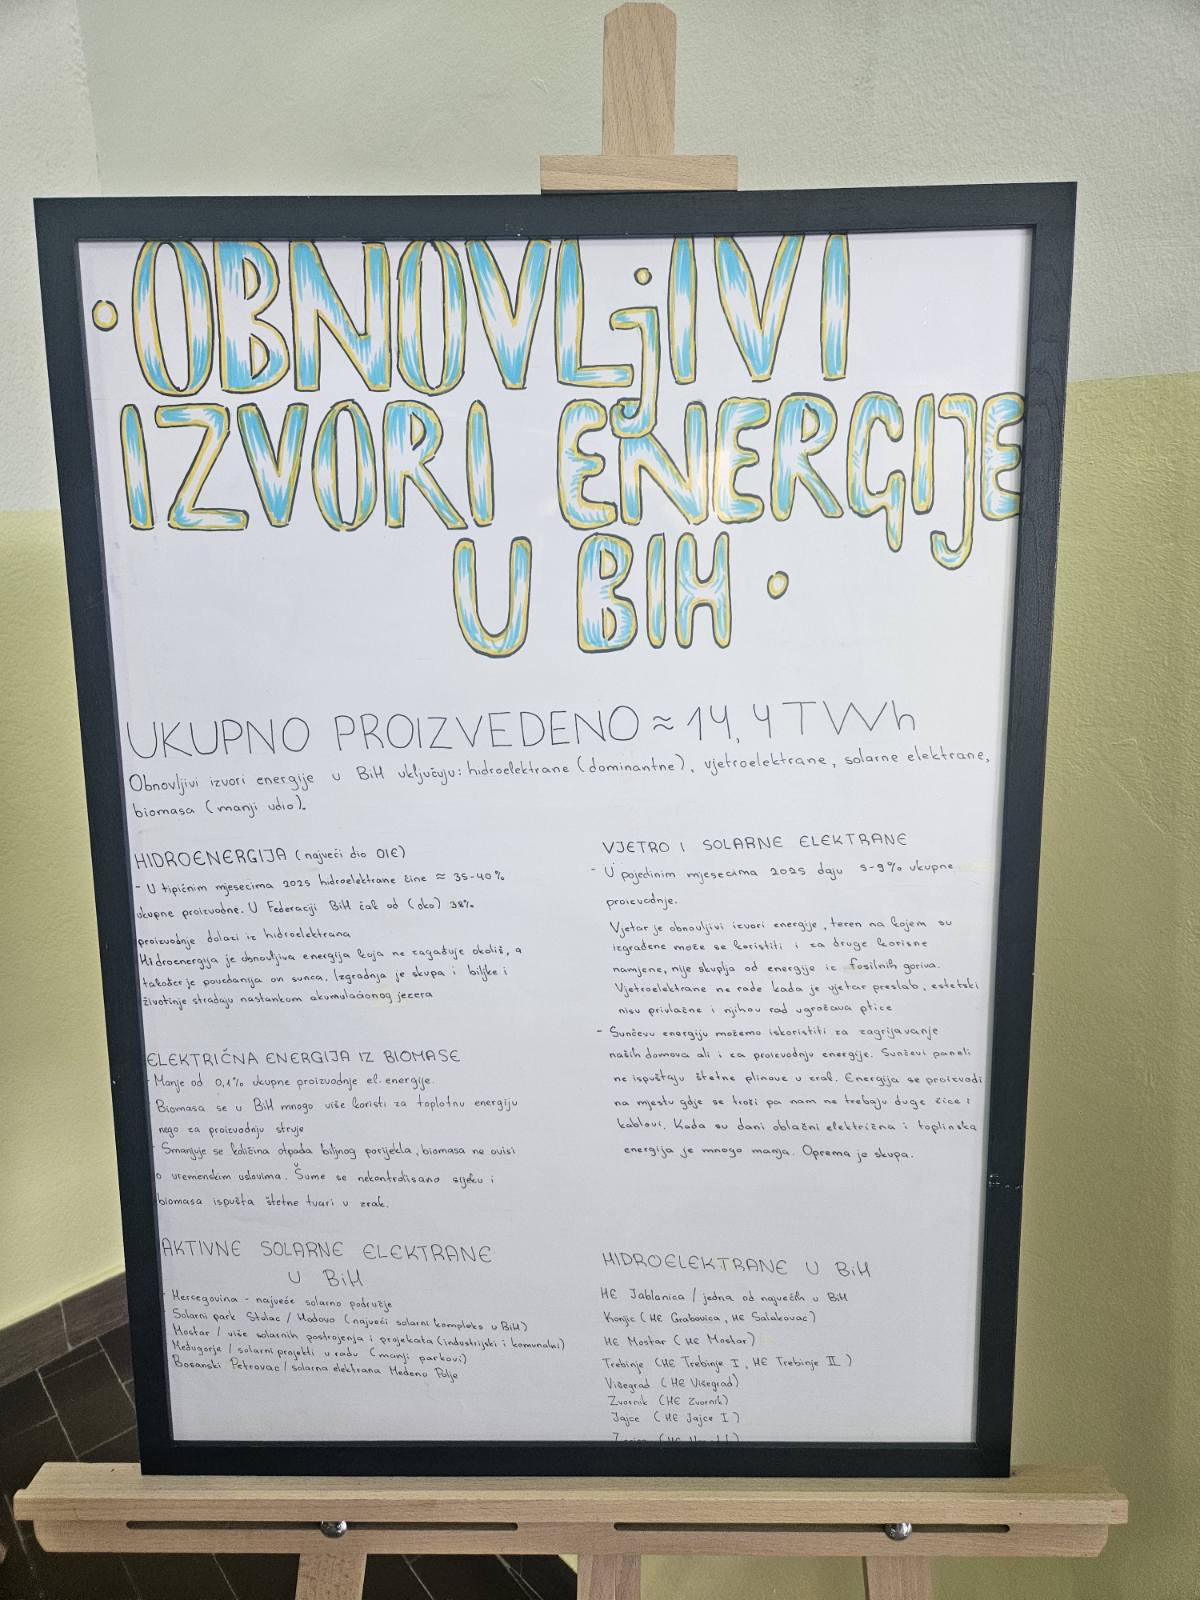 • OBNOVLjIVI
IZVORI ENERGIJE
U BIH •
UKUPNO PROIZVEDENO ≈ 14,4 TWh
Obnovljivi izvori energije u BiH uključuju: hidroelektrane (dominantne), vjetroelektrane, solarne elektrane,
biomasa (manji udio).
HIDROENERGIJA (najveći dio OIE)
- U tipičnim mjesecima 2025 hidroelektrane čine ≈ 35-40%
ukupne proizvodne. U Federaciji BiH čak od (oko) 38%
proizvodnje dolazi iz hidroelektrana
Hidroenergija je obnovljiva energija koja ne zagađuje okoliš, a
također je pouzdanija on sunca. Izgradnja je skupa i biljke i
životinje stradaju nastankom akumulacionog jezera
ELEKTRIČNA ENERGIJA IZ BIOMASE
- Manje od 0,1% ukupne proizvodnje el. energije.
- Biomasa se u BiH mnogo više koristi za toplotnu energiju
nego za proizvodnju struje
- Smanjuje se količina otpada biljnog porijekla, biomasa ne ovisi
o vremenskim uslovima. Šume se nekontrolisano sijeku i
biomasa ispušta štetne tvari u zrak.
AKTIVNE SOLARNE ELEKTRANE
U BiH
- Hercegovina - najveće solarno područje
Solarni park Stolac / Hodovo (najveći solarni kompleks u BiH)
Mostar / više solarnih postrojenja i projekata (industrijski i komunalni)
Međugorje / solarni projekti u radu (manji parkovi)
Bosanski Petrovac / solarna elektrana Medeno Polje
VJETRO I SOLARNE ELEKTRANE
- U pojedinim mjesecima 2025 daju 5-9% ukupne
proizvodnje.
Vjetar je obnovljivi izvori energije, teren na kojem su
izgrađene može se koristiti i za druge korisne
namjene, nije skuplja od energije iz fosilnih goriva.
Vjetroelektrane ne rade kada je vjetar preslab, estetski
nisu privlačne i njihov rad ugrožava ptice
- Sunčevu energiju možemo iskoristiti za zagrijavanje
naših domova ali i za proizvodnju energije. Sunčevi paneli
ne ispuštaju štetne plinove u zrak. Energija se proizvodi
na mjestu gdje se troši pa nam ne trebaju duge žice i
kablovi. Kada su dani oblačni električna i toplinska
energija je mnogo manja. Oprema je skupa.
HIDROELEKTRANE U BiH
HE Jablanica / jedna od najvećih u BiH
Konjic (HE Grabovica, HE Salakovac)
HE Mostar (HE Mostar)
Trebinje (HE Trebinje I, HE Trebinje II)
Višegrad (HE Višegrad)
Zvornik (HE Zvornik)
Jajce (HE Jajce I)